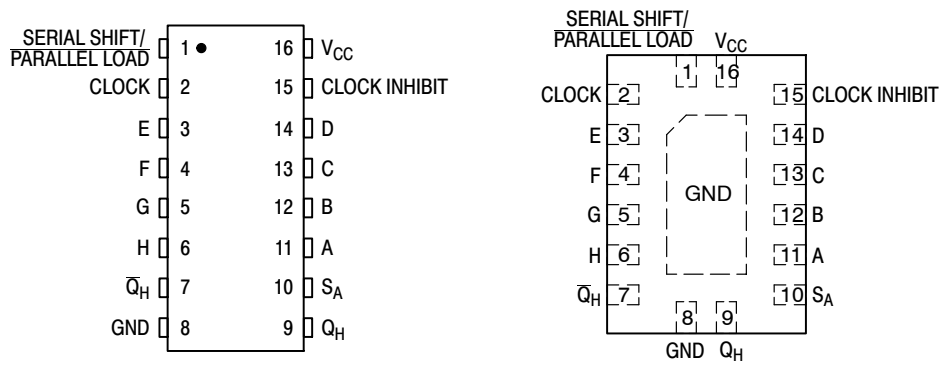 SERIAL SHIFT/
PARALLEL LOAD 1 16 VCC
CLOCK 2 15 CLOCK INHIBIT
E 3 14 D
F 4 13 C
G 5 12 B
H 6 11 A
Q̅H 7 10 SA
GND 8 9 QH
SERIAL SHIFT/
PARALLEL LOAD VCC
1 16
CLOCK 2 15 CLOCK INHIBIT
E 3 14 D
F 4 13 C
GND
G 5 12 B
H 6 11 A
Q̅H 7 10 SA
8 9
GND QH